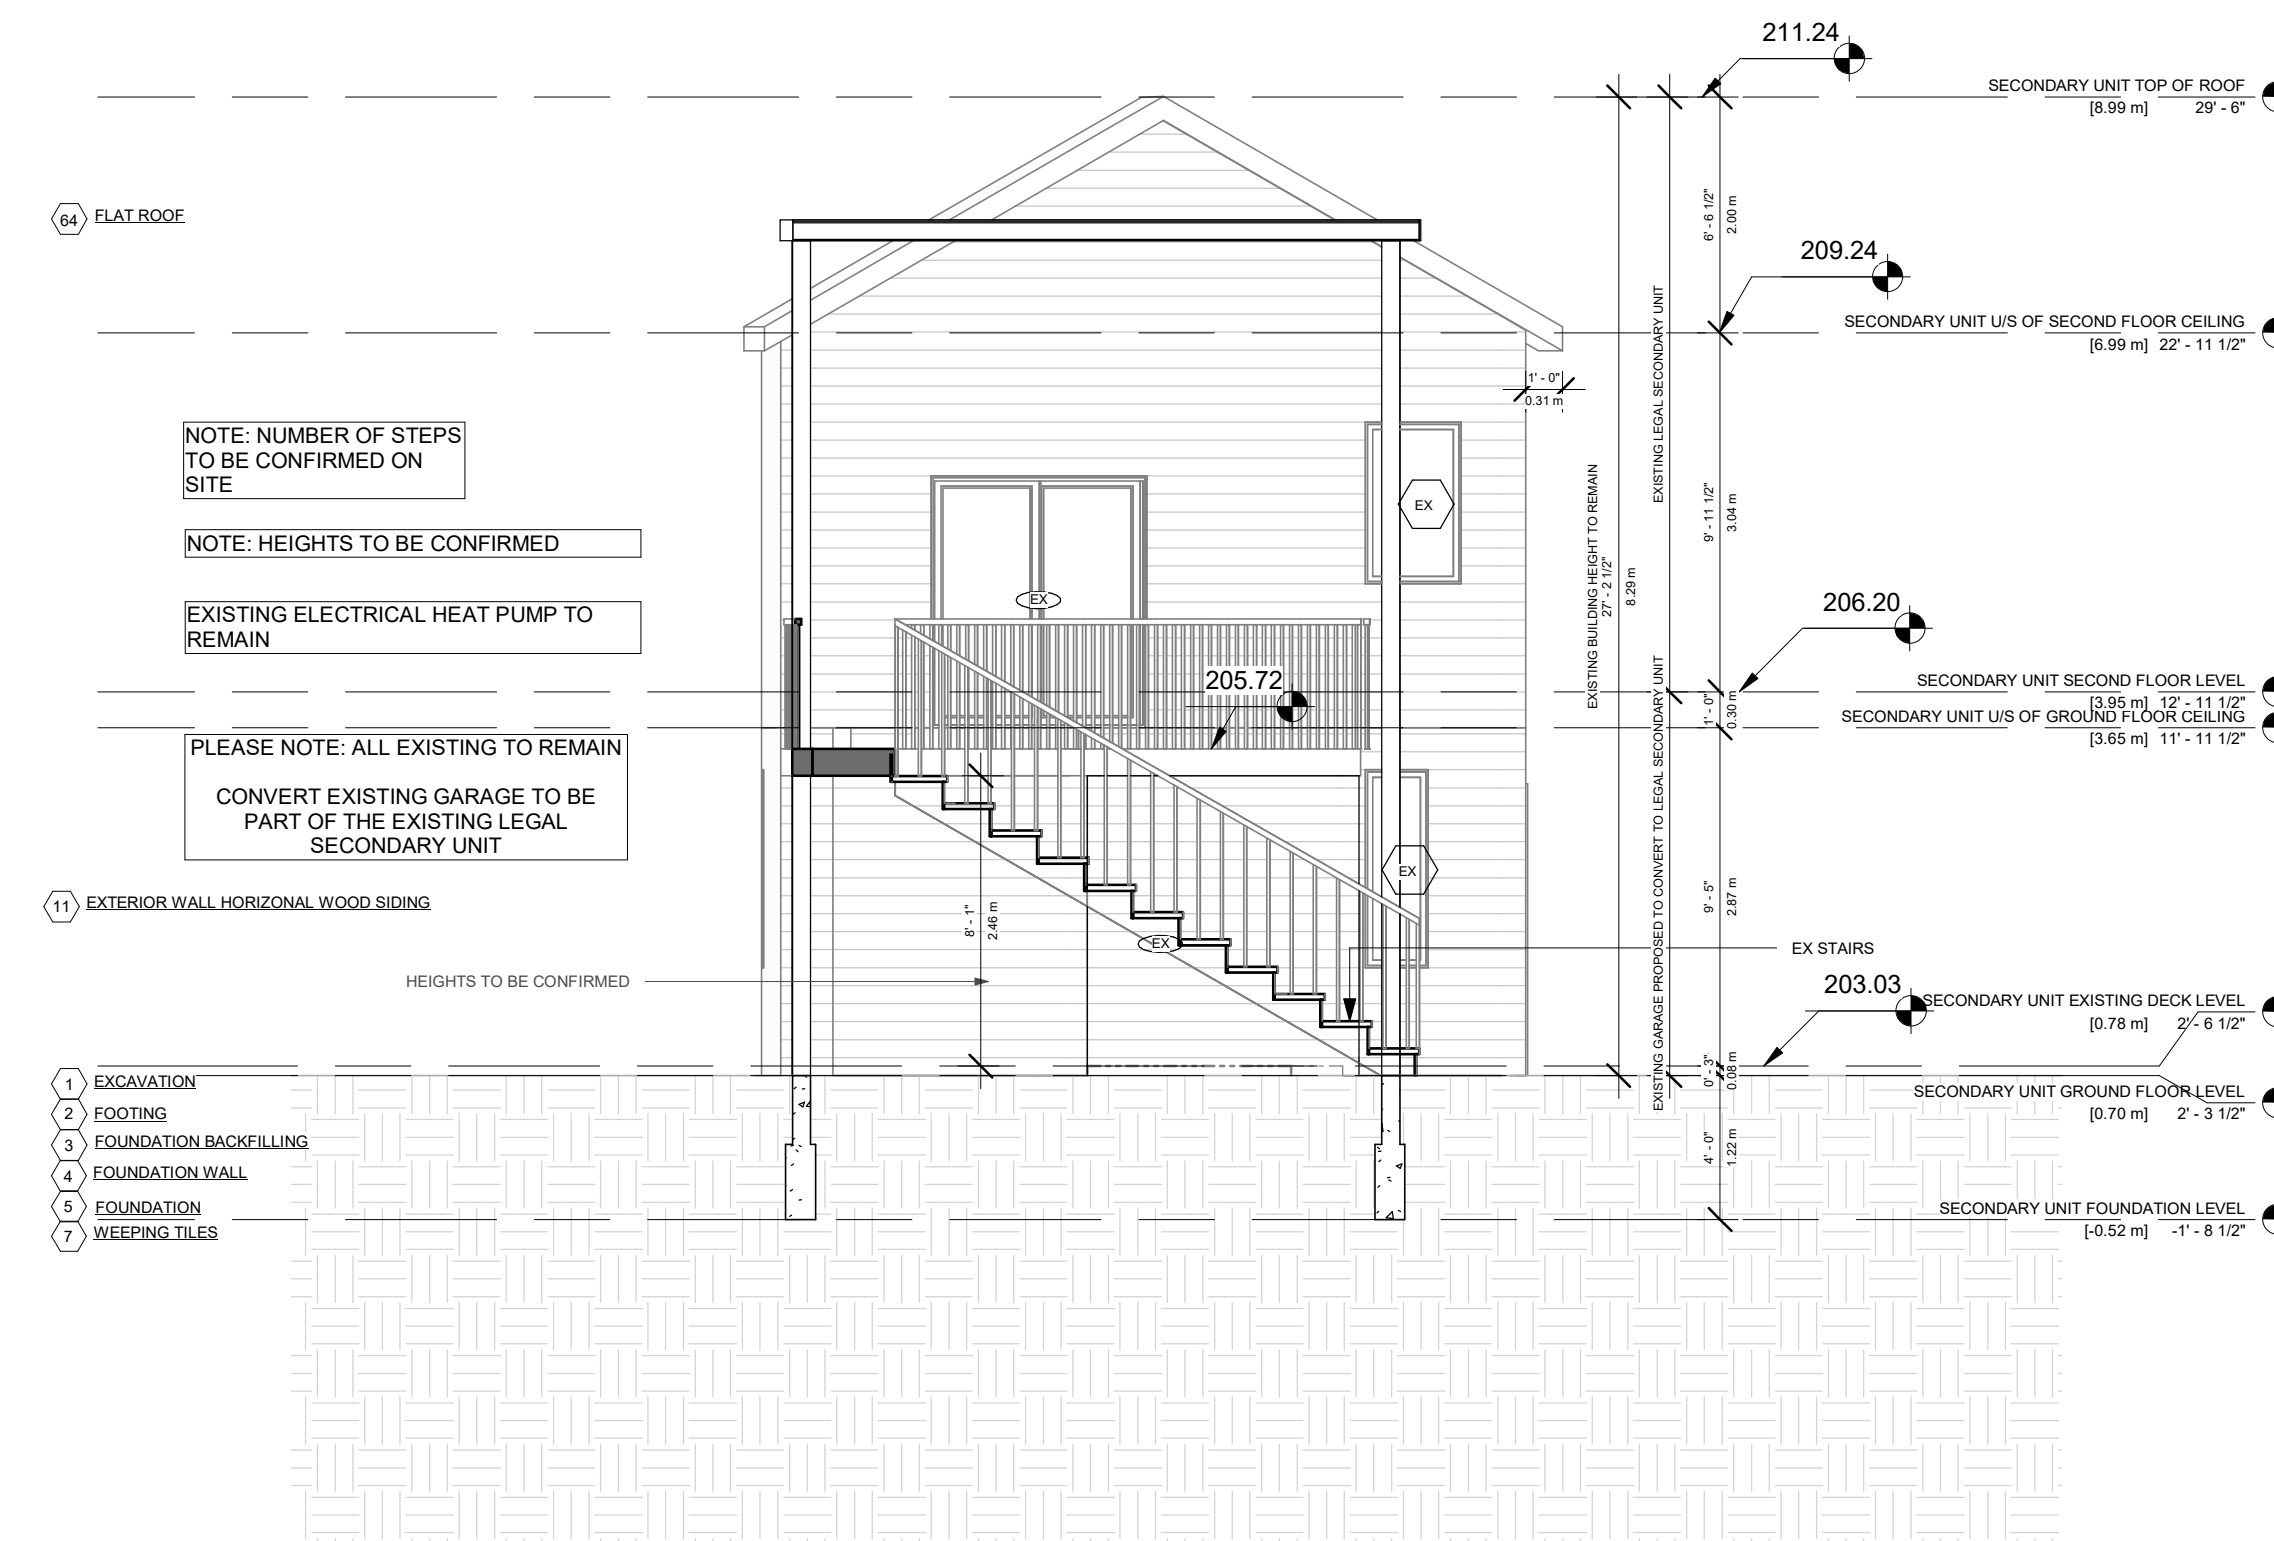 211.24
SECONDARY UNIT TOP OF ROOF
[8.99 m] 29' - 6"
64 FLAT ROOF
6' - 6 1/2"
2.00 m
209.24
SECONDARY UNIT U/S OF SECOND FLOOR CEILING
[6.99 m] 22' - 11 1/2"
1' - 0"
0.31 m
EXISTING LEGAL SECONDARY UNIT
NOTE: NUMBER OF STEPS
TO BE CONFIRMED ON
SITE
EX
9' - 11 1/2"
3.04 m
NOTE: HEIGHTS TO BE CONFIRMED
EXISTING BUILDING HEIGHT TO REMAIN
27' - 2 1/2"
8.29 m
EX
EXISTING ELECTRICAL HEAT PUMP TO
REMAIN
206.20
205.72
SECONDARY UNIT SECOND FLOOR LEVEL
[3.95 m] 12' - 11 1/2"
1' - 0"
0.30 m
SECONDARY UNIT U/S OF GROUND FLOOR CEILING
[3.65 m] 11' - 11 1/2"
PLEASE NOTE: ALL EXISTING TO REMAIN
CONVERT EXISTING GARAGE TO BE
PART OF THE EXISTING LEGAL
SECONDARY UNIT
EX
EXISTING GARAGE PROPOSED TO CONVERT TO LEGAL SECONDARY UNIT
9' - 5"
2.87 m
11 EXTERIOR WALL HORIZONAL WOOD SIDING
8' - 1"
2.46 m
EX
EX STAIRS
HEIGHTS TO BE CONFIRMED
203.03
SECONDARY UNIT EXISTING DECK LEVEL
[0.78 m] 2' - 6 1/2"
0' - 3"
0.08 m
1 EXCAVATION
SECONDARY UNIT GROUND FLOOR LEVEL
[0.70 m] 2' - 3 1/2"
2 FOOTING
3 FOUNDATION BACKFILLING
4' - 0"
1.22 m
4 FOUNDATION WALL
5 FOUNDATION
SECONDARY UNIT FOUNDATION LEVEL
[-0.52 m] -1' - 8 1/2"
7 WEEPING TILES